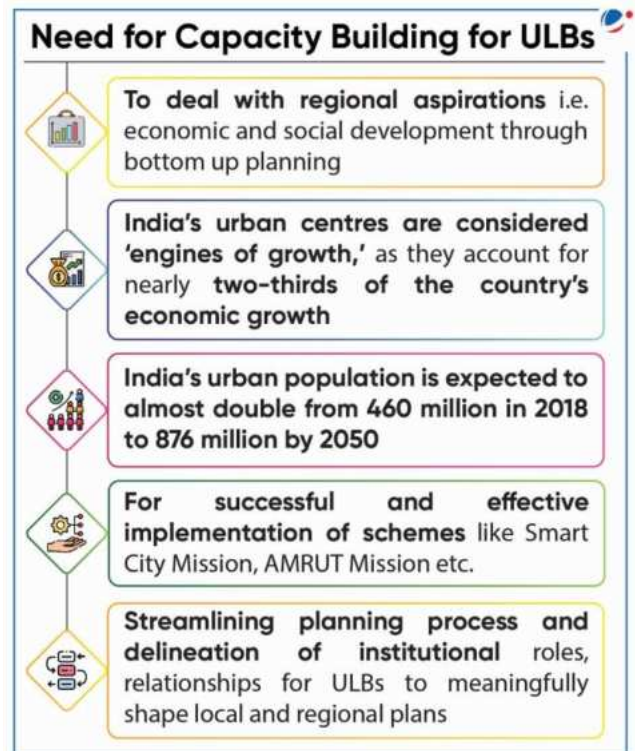 Need for Capacity Building for ULBs
To deal with regional aspirations i.e.
economic and social development through
bottom up planning
India's urban centres are considered
'engines of growth,' as they account for
nearly two-thirds of the country's
economic growth
India's urban population is expected to
almost double from 460 million in 2018
to 876 million by 2050
For successful and effective
implementation of schemes like Smart
City Mission, AMRUT Mission etc.
Streamlining planning process and
delineation of institutional roles,
relationships for ULBs to meaningfully
shape local and regional plans